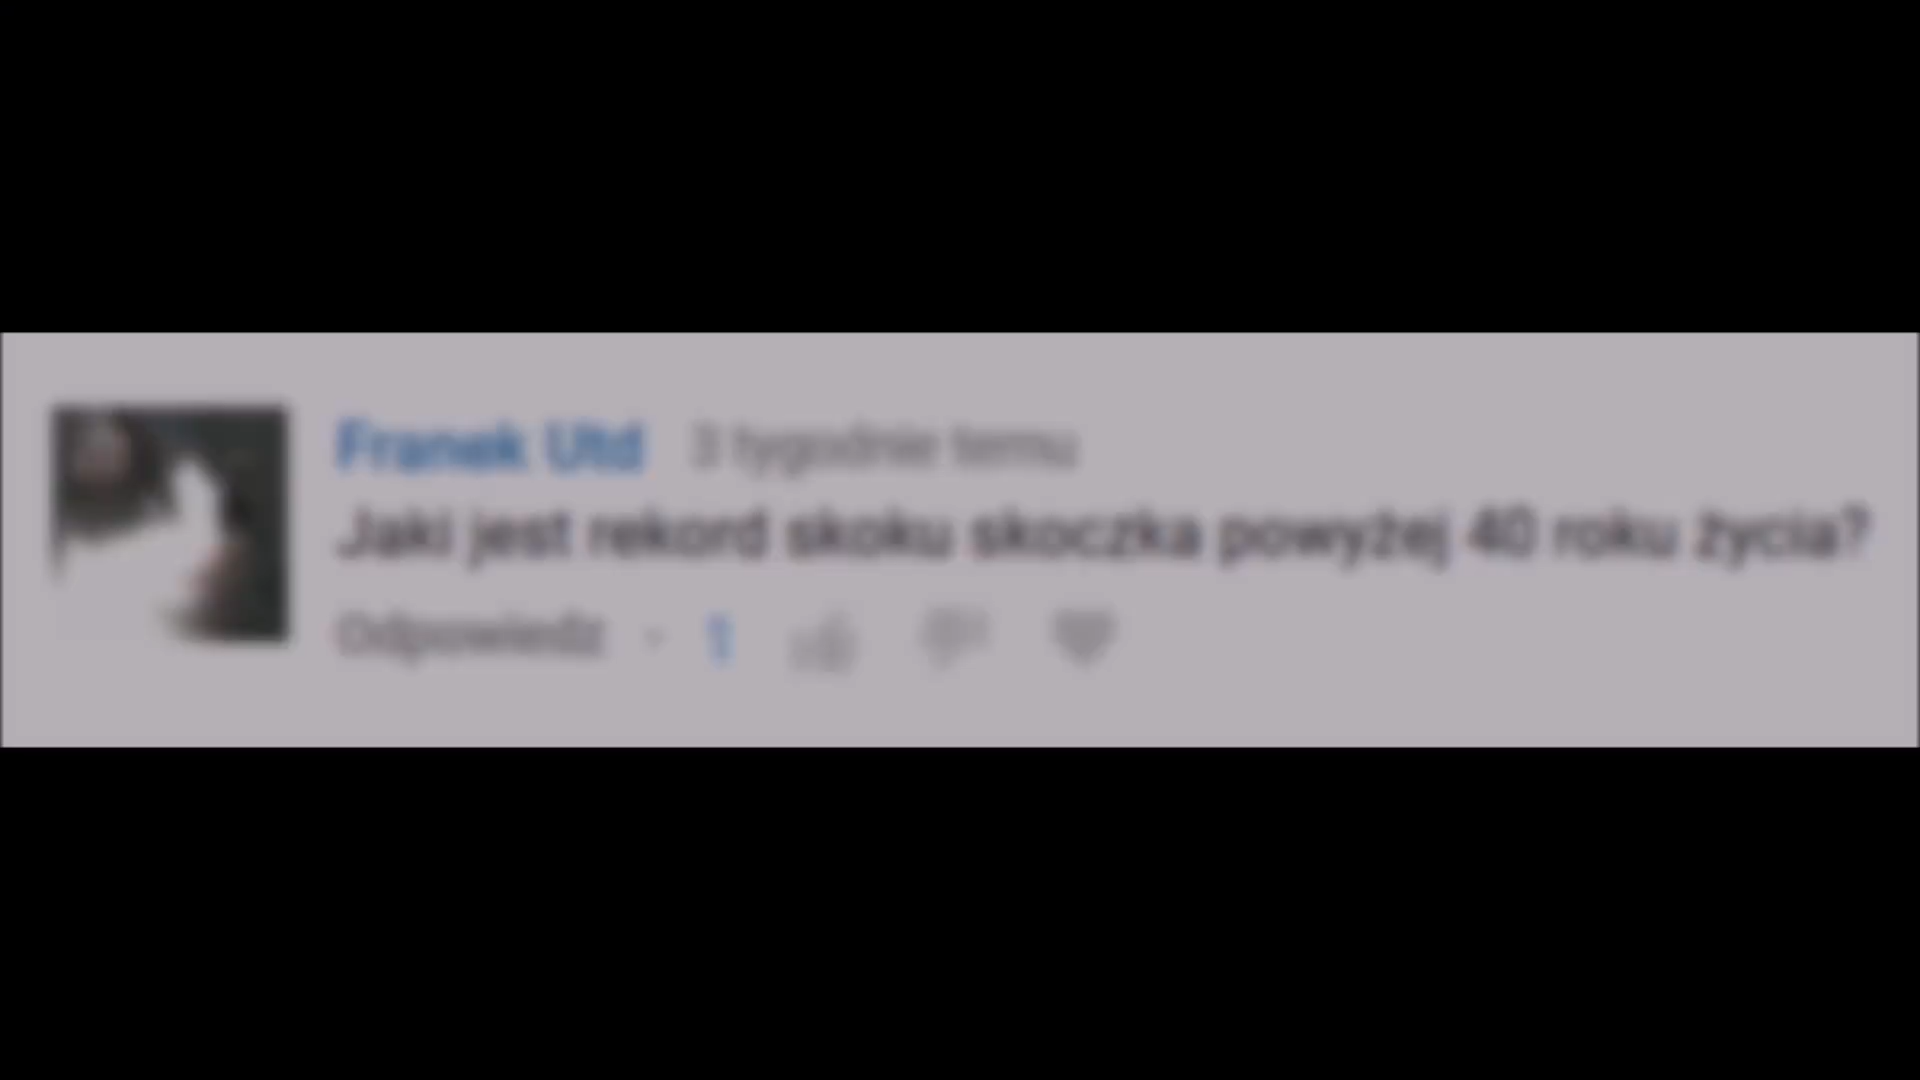 Franek Utd 3 tygodnie temu
Jaki jest rekord skoku skoczka powyżej 40 roku życia?
Odpowiedz · 1